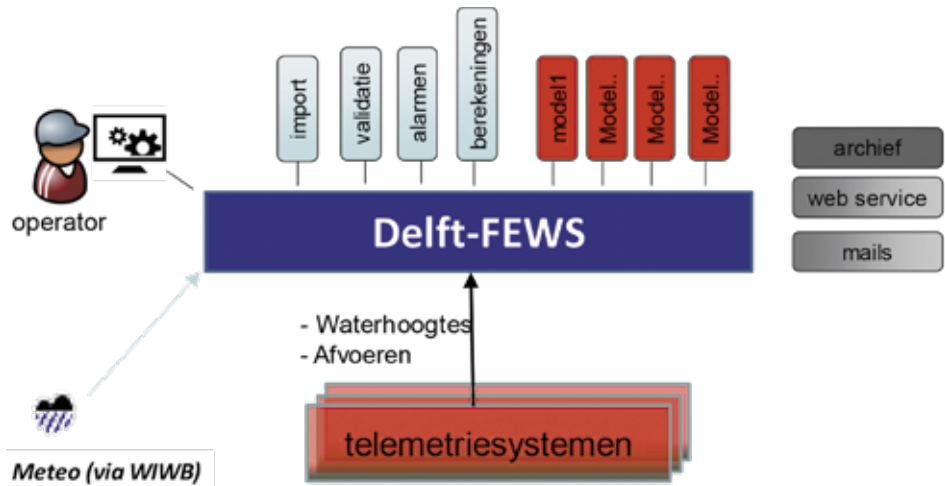 import
validatie
alarmen
berekeningen
model1
Model..
Model..
Model..
operator
archief
web service
mails
Delft-FEWS
- Waterhoogtes
- Afvoeren
telemetriesystemen
Meteo (via WIWB)